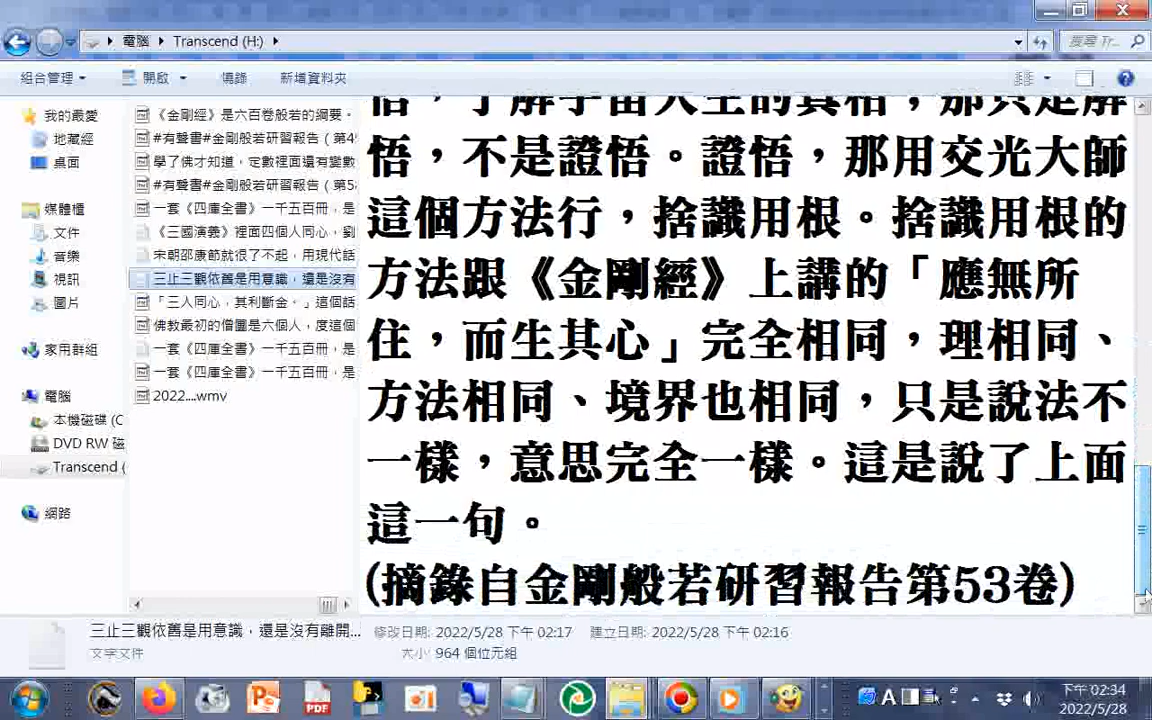 電腦 Transcend (H:)
搜尋 Tr...
組合管理 開啟 燒錄 新增資料夾
我的最愛
地藏經
桌面
媒體櫃
文件
音樂
視訊
圖片
家用群組
電腦
本機磁碟 (C
DVD RW 磁
Transcend (
網路
《金剛經》是六百卷般若的綱要。
#有聲書#金剛般若研習報告（第4
學了佛才知道，定數裡面還有變數
#有聲書#金剛般若研習報告（第5
一套《四庫全書》一千五百冊，是
《三國演義》裡面四個人同心，劉
宋朝邵康節就很了不起，用現代話
三止三觀依舊是用意識，還是沒有
「三人同心，其利斷金。」這個話
佛教最初的僧團是六個人，度這個
一套《四庫全書》一千五百冊，是
一套《四庫全書》一千五百冊，是
2022....wmv
悟，了解宇宙人生的真相，那只是解
悟，不是證悟。證悟，那用交光大師
這個方法行，捨識用根。捨識用根的
方法跟《金剛經》上講的「應無所
住，而生其心」完全相同，理相同、
方法相同、境界也相同，只是說法不
一樣，意思完全一樣。這是說了上面
這一句。
(摘錄自金剛般若研習報告第53卷)
三止三觀依舊是用意識，還是沒有離開... 修改日期: 2022/5/28 下午 02:17 建立日期: 2022/5/28 下午 02:16
文字文件 大小: 964 個位元組
下午 02:34
2022/5/28